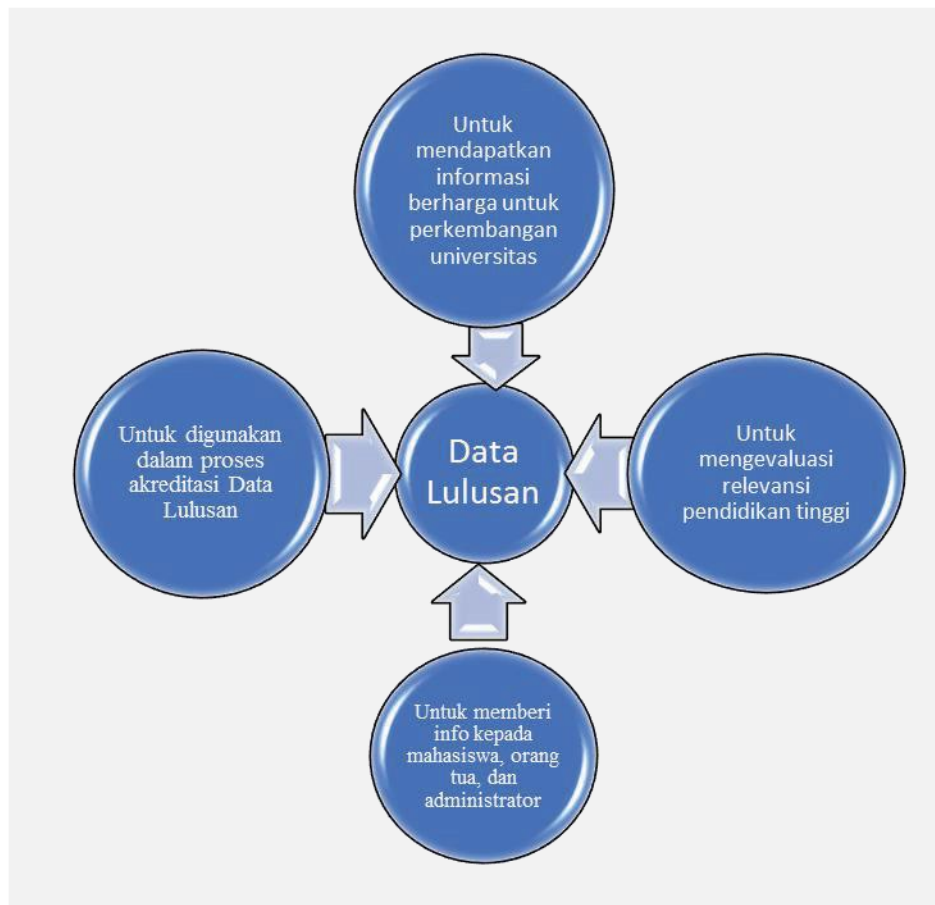 Untuk
mendapatkan
informasi
berharga untuk
perkembangan
universitas
Untuk digunakan
dalam proses
akreditasi Data
Lulusan
Data
Lulusan
Untuk
mengevaluasi
relevansi
pendidikan tinggi
Untuk memberi
info kepada
mahasiswa, orang
tua, dan
administrator